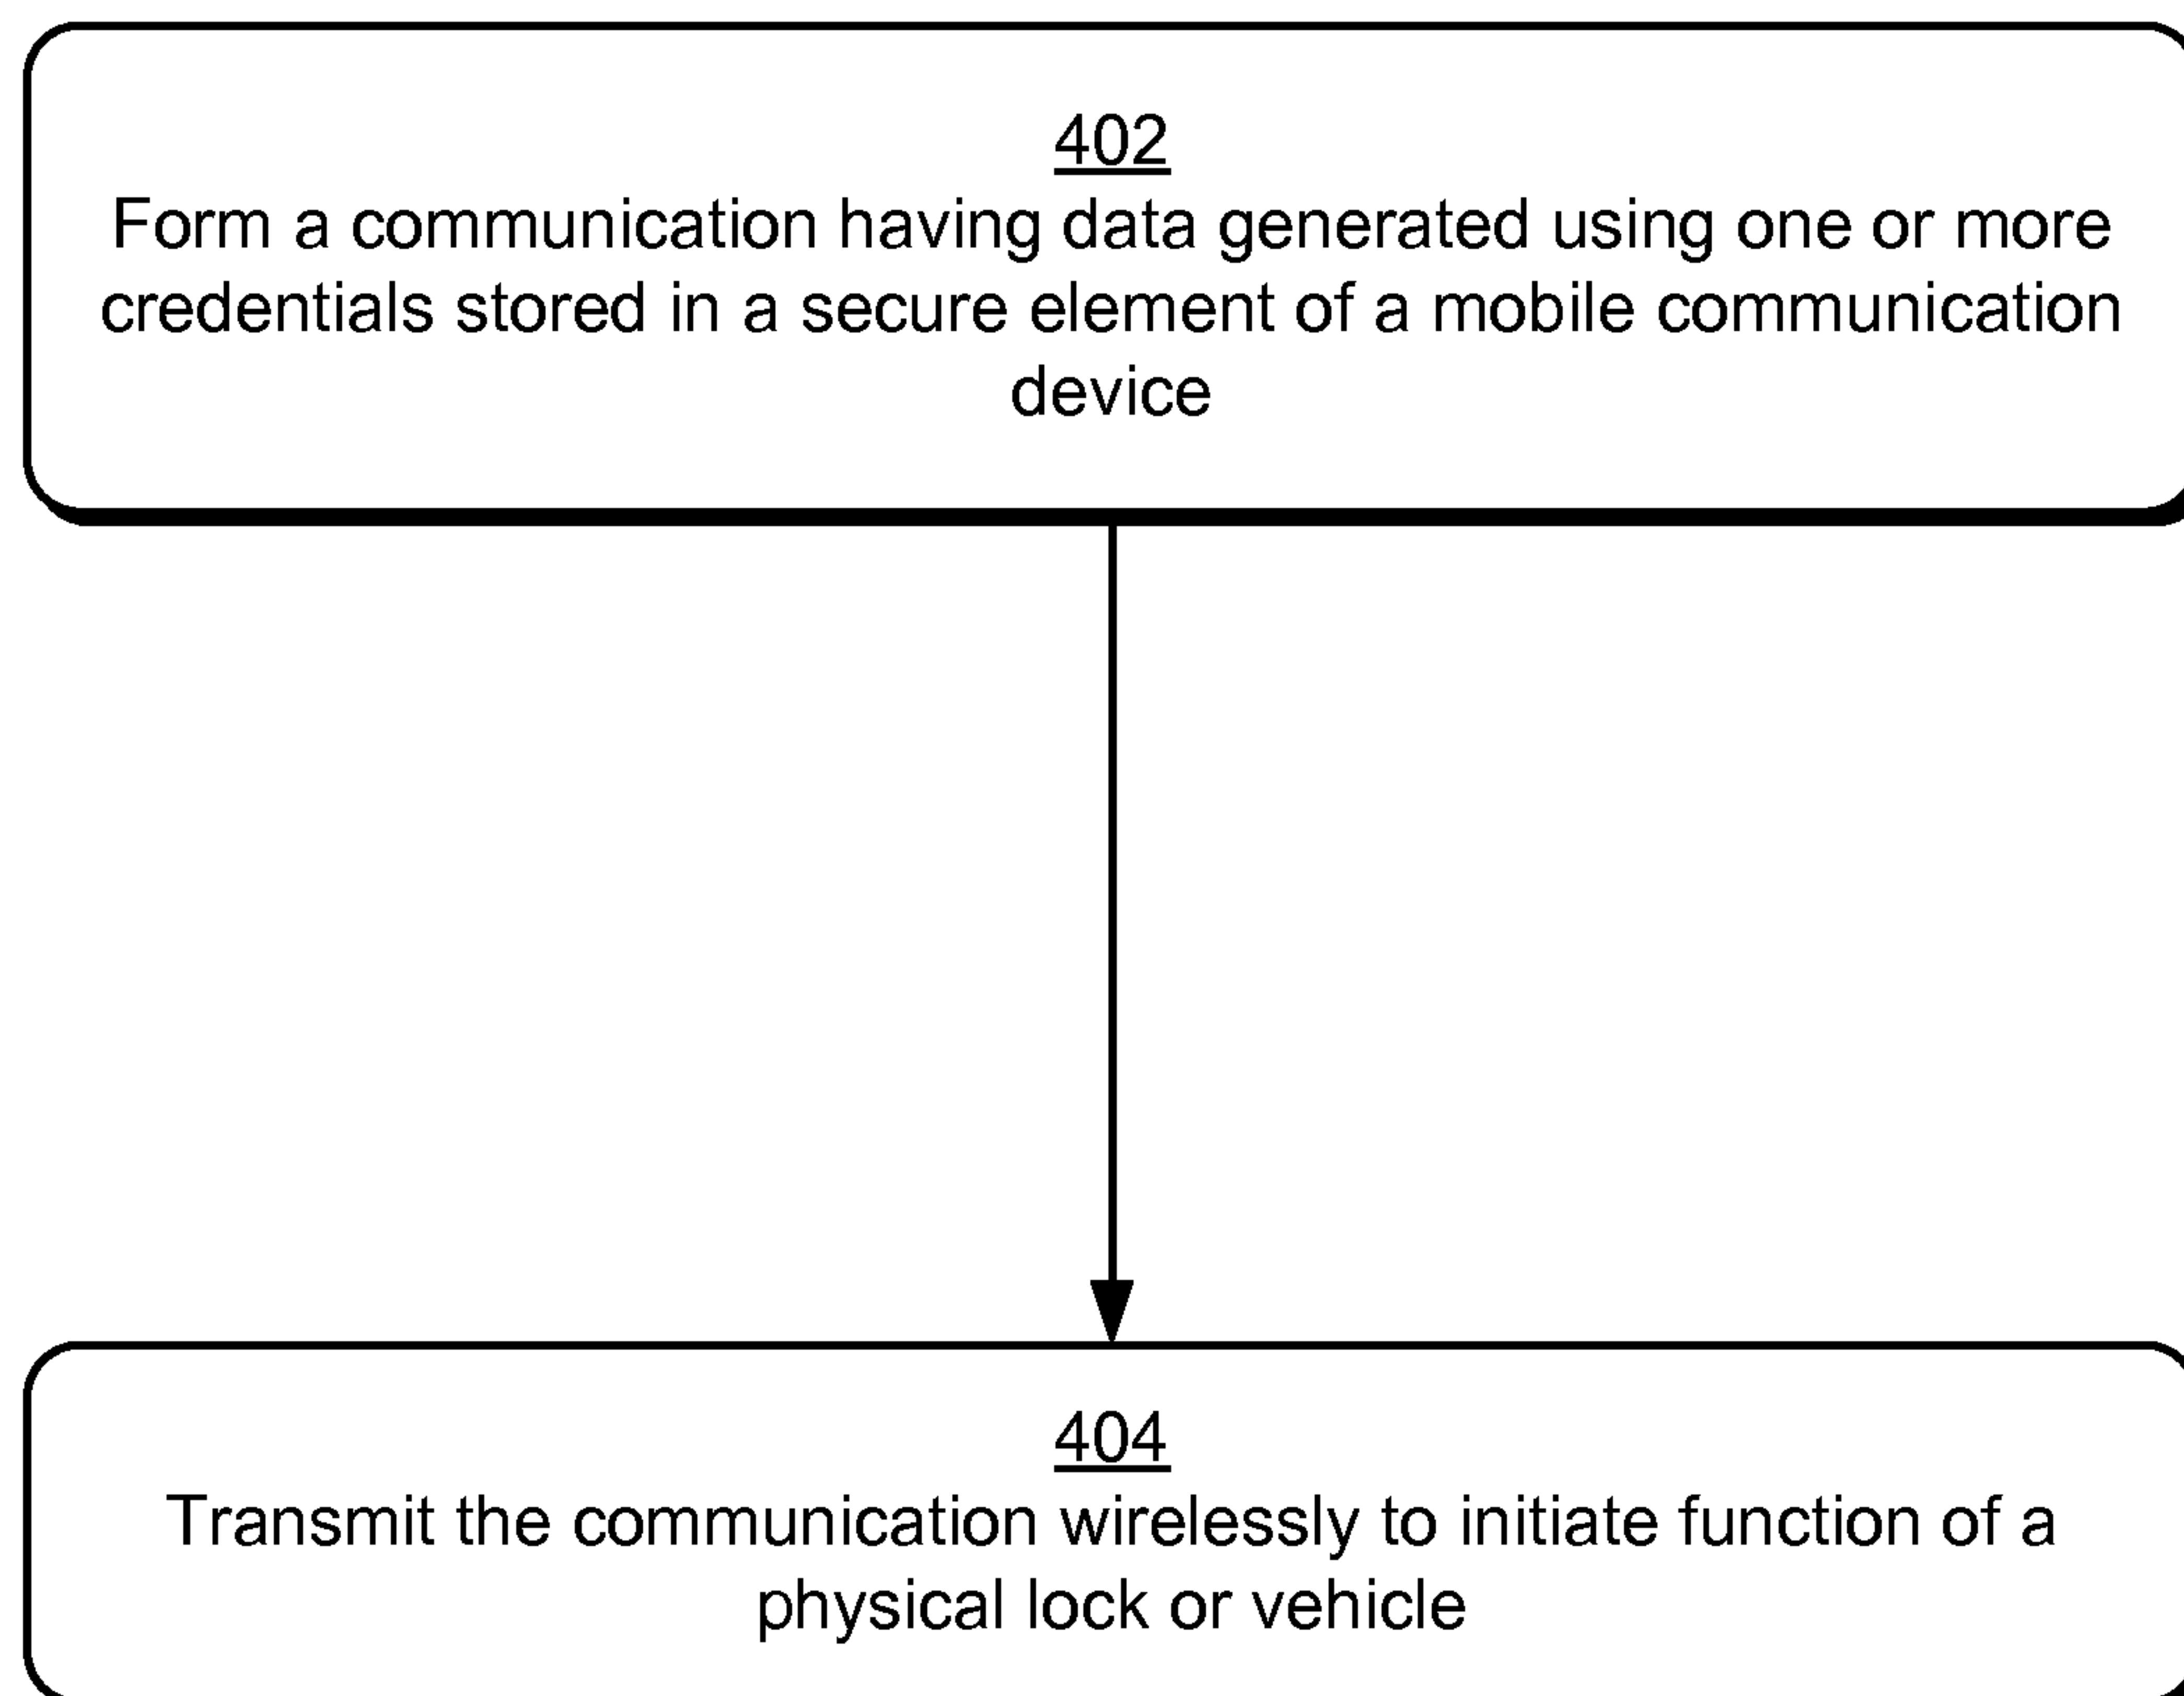 402
Form a communication having data generated using one or more
credentials stored in a secure element of a mobile communication
device
404
Transmit the communication wirelessly to initiate function of a
physical lock or vehicle